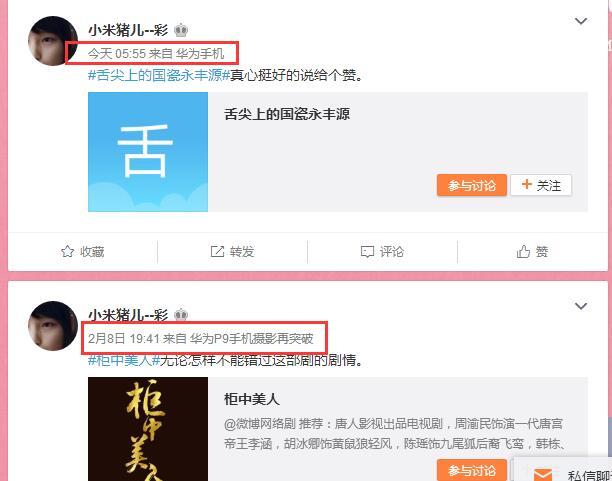 小米猪儿--彩
今天 05:55 来自 华为手机
#舌尖上的国瓷永丰源#真心挺好的说给个赞。
舌
舌尖上的国瓷永丰源
参与讨论
+ 关注
收藏
转发
评论
赞
小米猪儿--彩
2月8日 19:41 来自 华为P9手机摄影再突破
#柜中美人#无论怎样不能错过这部剧的剧情。
柜中美人
柜中美人
@微博网络剧 推荐：唐人影视出品电视剧，周渝民饰演一代唐宫
帝王李涵，胡冰卿饰黄鼠狼轻风，陈瑶饰九尾狐后裔飞鸾，韩栋、
参与讨论
私信聊